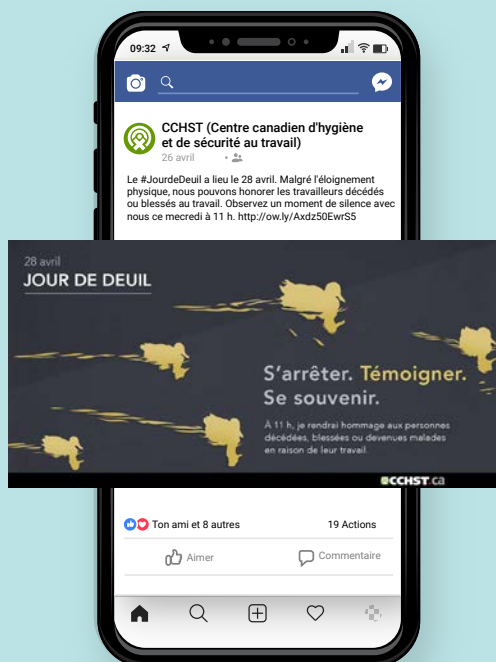 09:32
CCHST (Centre canadien d'hygiène
et de sécurité au travail)
26 avril
Le #JourdeDeuil a lieu le 28 avril. Malgré l'éloignement
physique, nous pouvons honorer les travailleurs décédés
ou blessés au travail. Observez un moment de silence avec
nous ce mecredi à 11 h. http://ow.ly/Axdz50EwrS5
28 avril
JOUR DE DEUIL
S'arrêter. Témoigner.
Se souvenir.
À 11 h, je rendrai hommage aux personnes
décédées, blessées ou devenues malades
en raison de leur travail.
CCHST.ca
Ton ami et 8 autres 19 Actions
Aimer Commentaire